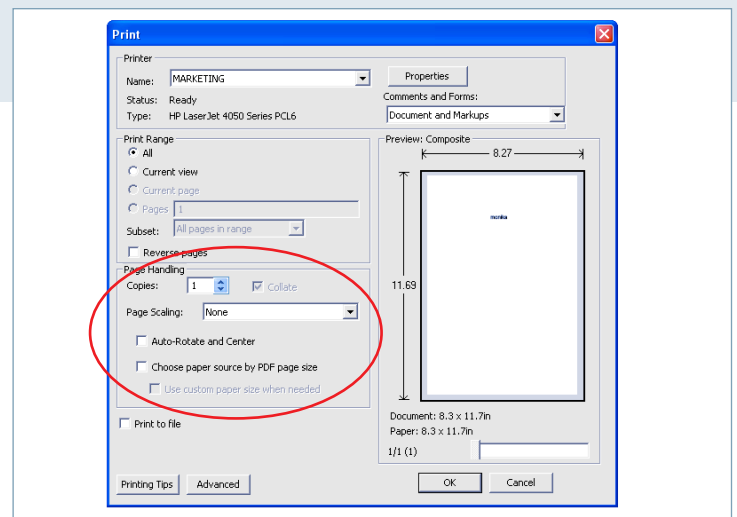 Print
Printer
Name: MARKETING
Properties
Status: Ready
Comments and Forms:
Type: HP LaserJet 4050 Series PCL6
Document and Markups
Print Range
All
Current view
Current page
Pages 1
Subset: All pages in range
Reverse pages
Page Handling
Copies: 1 Collate
Page Scaling: None
Auto-Rotate and Center
Choose paper source by PDF page size
Use custom paper size when needed
Print to file
Preview: Composite
8.27
11.69
Document: 8.3 x 11.7in
Paper: 8.3 x 11.7in
1/1 (1)
Printing Tips
Advanced
OK
Cancel